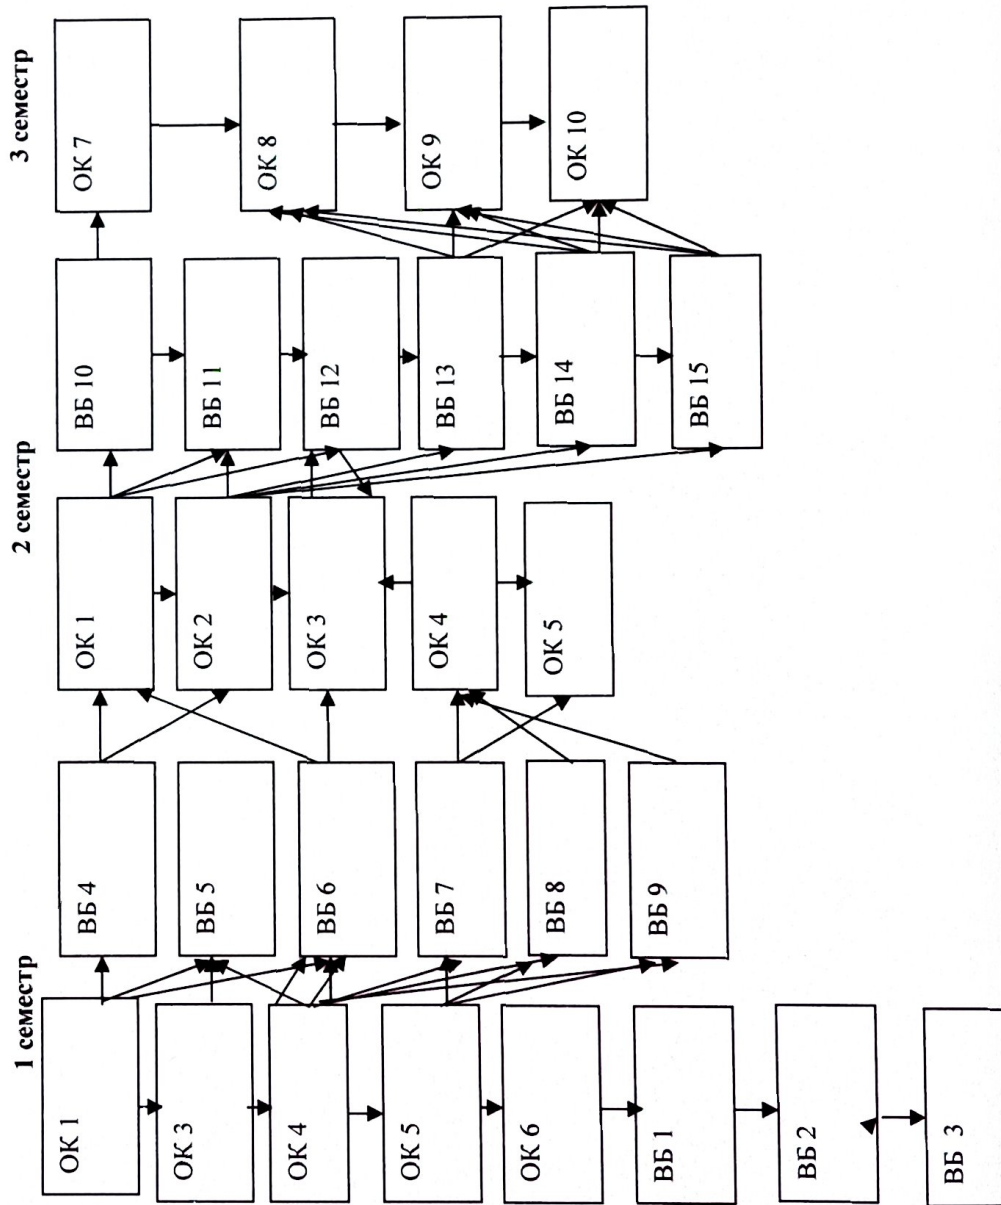 1 семестр
ОК 1
ОК 3
ОК 4
ОК 5
ОК 6
ВБ 1
ВБ 2
ВБ 3
ВБ 4
ВБ 5
ВБ 6
ВБ 7
ВБ 8
ВБ 9
2 семестр
ОК 1
ОК 2
ОК 3
ОК 4
ОК 5
ВБ 10
ВБ 11
ВБ 12
ВБ 13
ВБ 14
ВБ 15
3 семестр
ОК 7
ОК 8
ОК 9
ОК 10